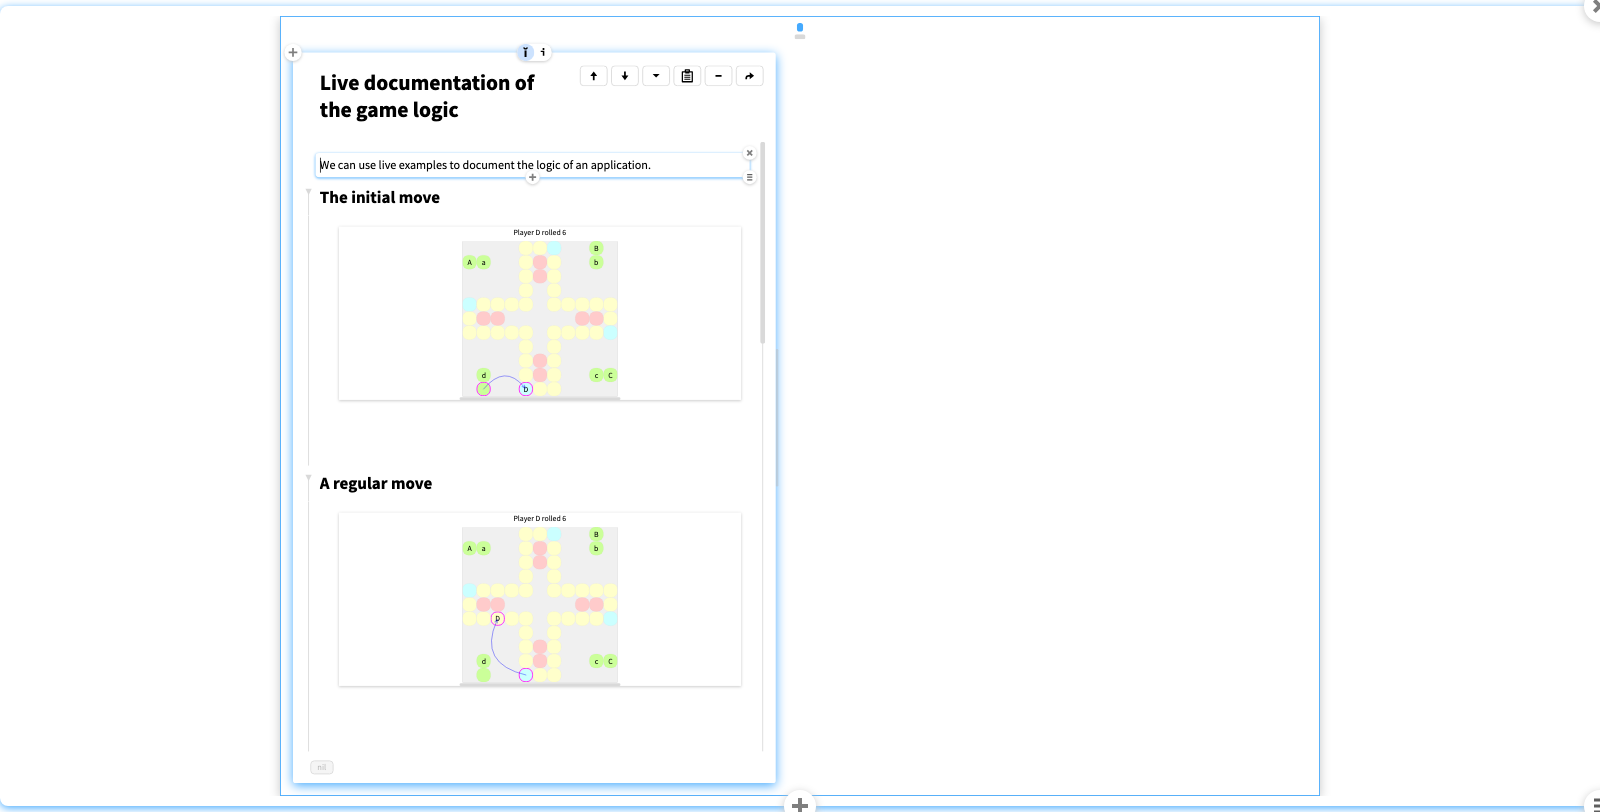 Live documentation of
the game logic
We can use live examples to document the logic of an application.
The initial move
Player D rolled 6
B
A a
b
d
c C
D
A regular move
Player D rolled 6
B
A a
b
D
d
c C
nil